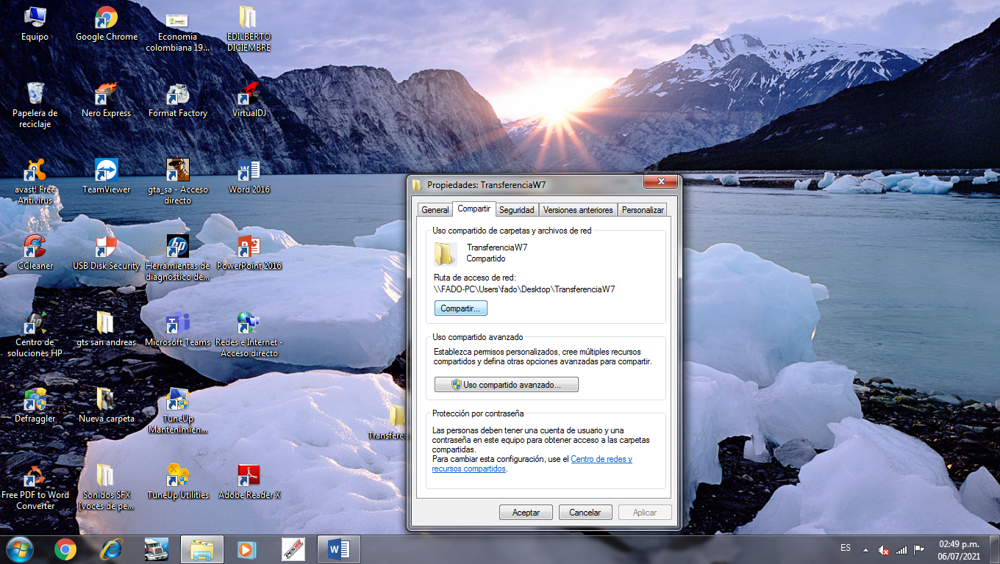 Equipo
Google Chrome
Economia
colombiana 19...
EDILBERTO
DICIEMBRE
Papelera de
reciclaje
Nero Express
Format Factory
VirtualDJ
avast! Free
Antivirus
TeamViewer
gta_sa - Acceso
directo
Word 2016
CCleaner
USB Disk Security
Herramientas de
diagnóstico de...
PowerPoint 2016
Centro de
soluciones HP
gts san andreas
Microsoft Teams
Redes e Internet -
Acceso directo
Defraggler
Nueva carpeta
TuneUp
Mantenimien...
Transferen
Free PDF to Word
Converter
Sonidos SFX
[voces de pe...
TuneUp Utilities
Adobe Reader X
Propiedades: TransferenciaW7
General
Compartir
Seguridad
Versiones anteriores
Personalizar
Uso compartido de carpetas y archivos de red
TransferenciaW7
Compartido
Ruta de acceso de red:
\\FADO-PC\Users\fado\Desktop\TransferenciaW7
Compartir...
Uso compartido avanzado
Establezca permisos personalizados, cree múltiples recursos
compartidos y defina otras opciones avanzadas para compartir.
Uso compartido avanzado...
Protección por contraseña
Las personas deben tener una cuenta de usuario y una
contraseña en este equipo para obtener acceso a las carpetas
compartidas.
Para cambiar esta configuración, use el Centro de redes y
recursos compartidos.
Aceptar
Cancelar
Aplicar
ES
02:49 p.m.
06/07/2021